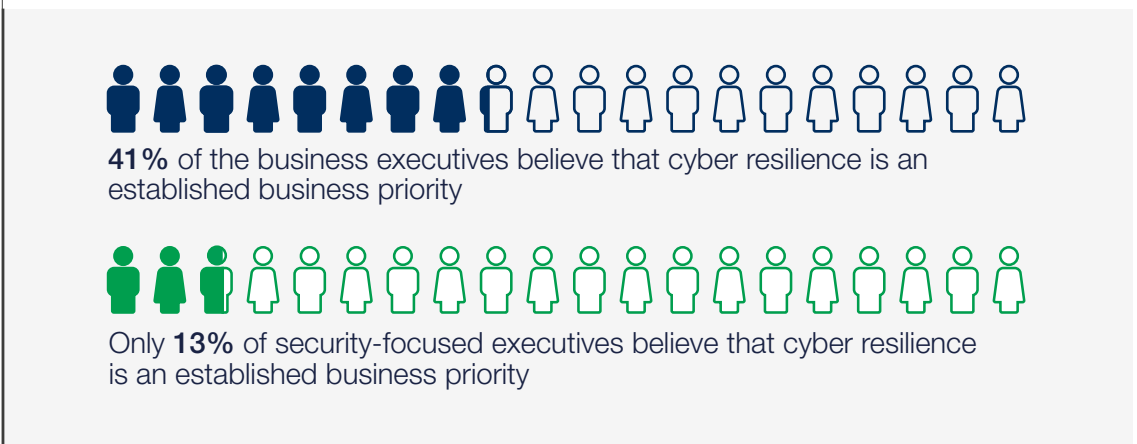 41% of the business executives believe that cyber resilience is an
established business priority
Only 13% of security-focused executives believe that cyber resilience
is an established business priority